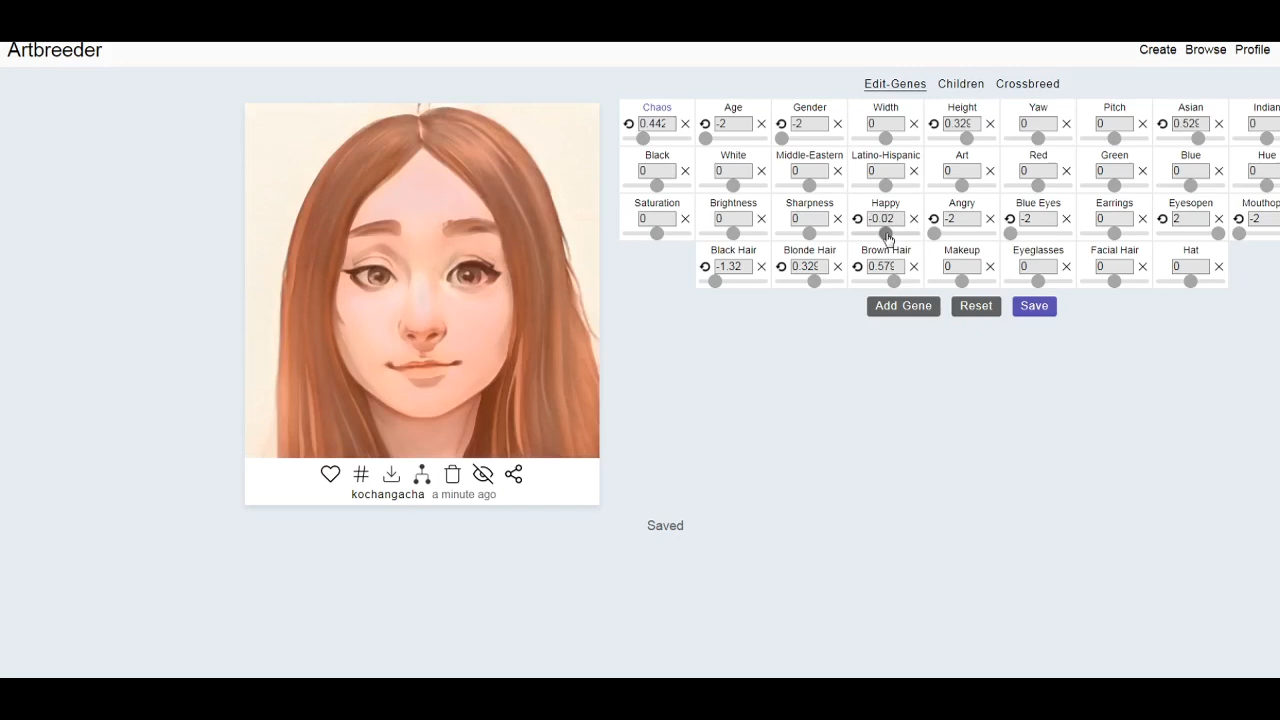 Artbreeder
Create Browse Profile
Edit-Genes Children Crossbreed
Chaos Age Gender Width Height Yaw Pitch Asian Indian
0.442 -2 -2 0 0.329 0 0 0.529 0
Black White Middle-Eastern Latino-Hispanic Art Red Green Blue Hue
0 0 0 0 0 0 0 0 0
Saturation Brightness Sharpness Happy Angry Blue Eyes Earrings Eyesopen Mouthop
0 0 0 -0.02 -2 -2 0 2 -2
Black Hair Blonde Hair Brown Hair Makeup Eyeglasses Facial Hair Hat
-1.32 0.329 0.579 0 0 0 0
Add Gene Reset Save
kochangacha a minute ago
Saved